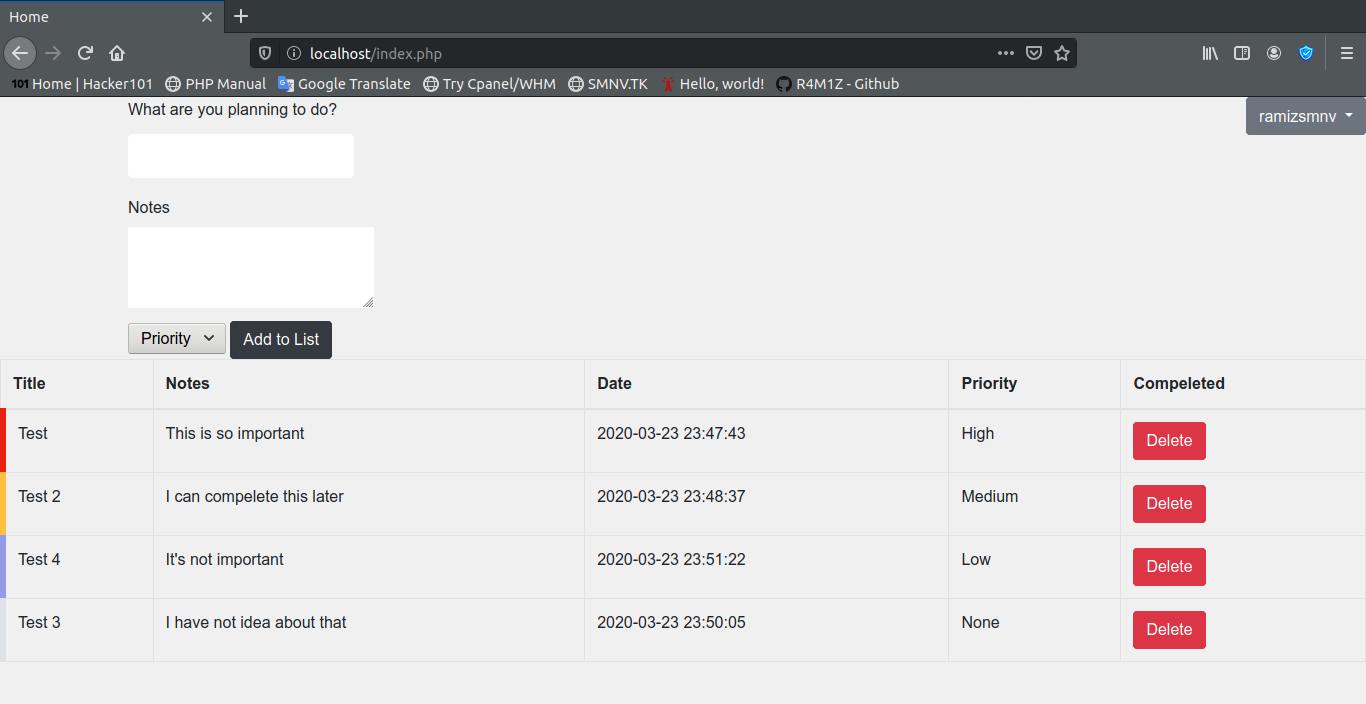 Home
localhost/index.php
101 Home | Hacker101 PHP Manual Google Translate Try Cpanel/WHM SMNV.TK Hello, world! R4M1Z - Github
What are you planning to do?
ramizsmnv
Notes
Priority Add to List
Title Notes Date Priority Compeleted
Test This is so important 2020-03-23 23:47:43 High Delete
Test 2 I can compelete this later 2020-03-23 23:48:37 Medium Delete
Test 4 It's not important 2020-03-23 23:51:22 Low Delete
Test 3 I have not idea about that 2020-03-23 23:50:05 None Delete